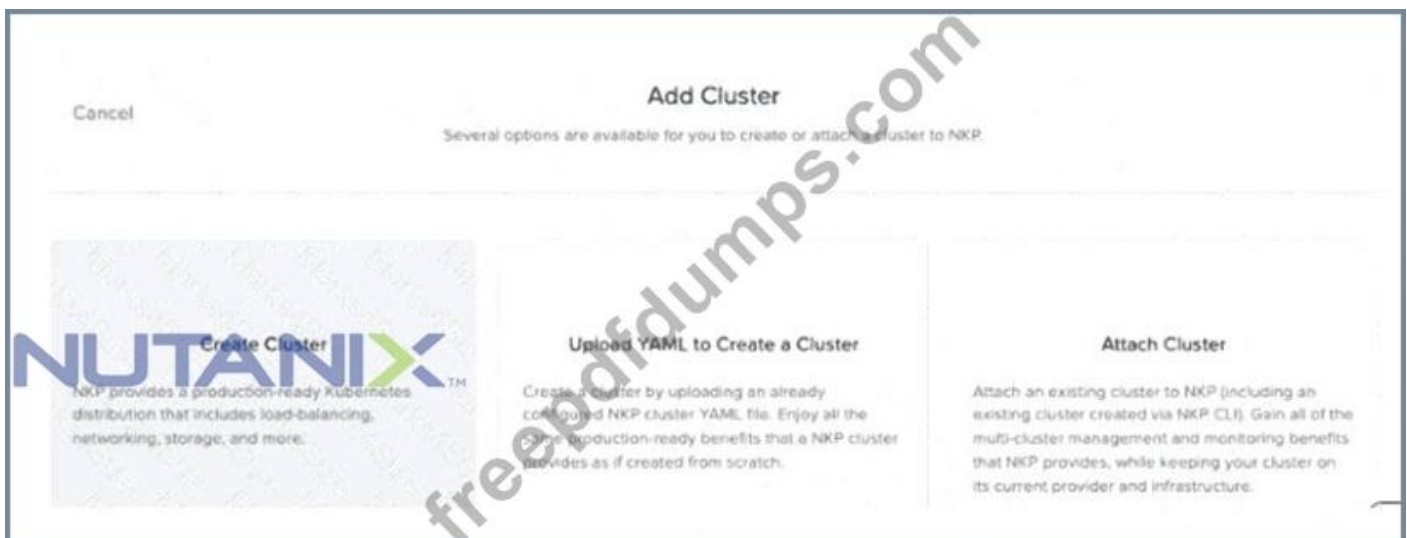 Cancel
Add Cluster
Several options are available for you to create or attach a cluster to NKP.
NUTANIX™
Create Cluster
NKP provides a production-ready Kubernetes
distribution that includes load-balancing,
networking, storage, and more.
Upload YAML to Create a Cluster
Create a cluster by uploading an already
configured NKP cluster YAML file. Enjoy all the
same production-ready benefits that a NKP cluster
provides as if created from scratch.
Attach Cluster
Attach an existing cluster to NKP (including an
existing cluster created via NKP CLI). Gain all of the
multi-cluster management and monitoring benefits
that NKP provides, while keeping your cluster on
its current provider and infrastructure.
freepdfdumps.com